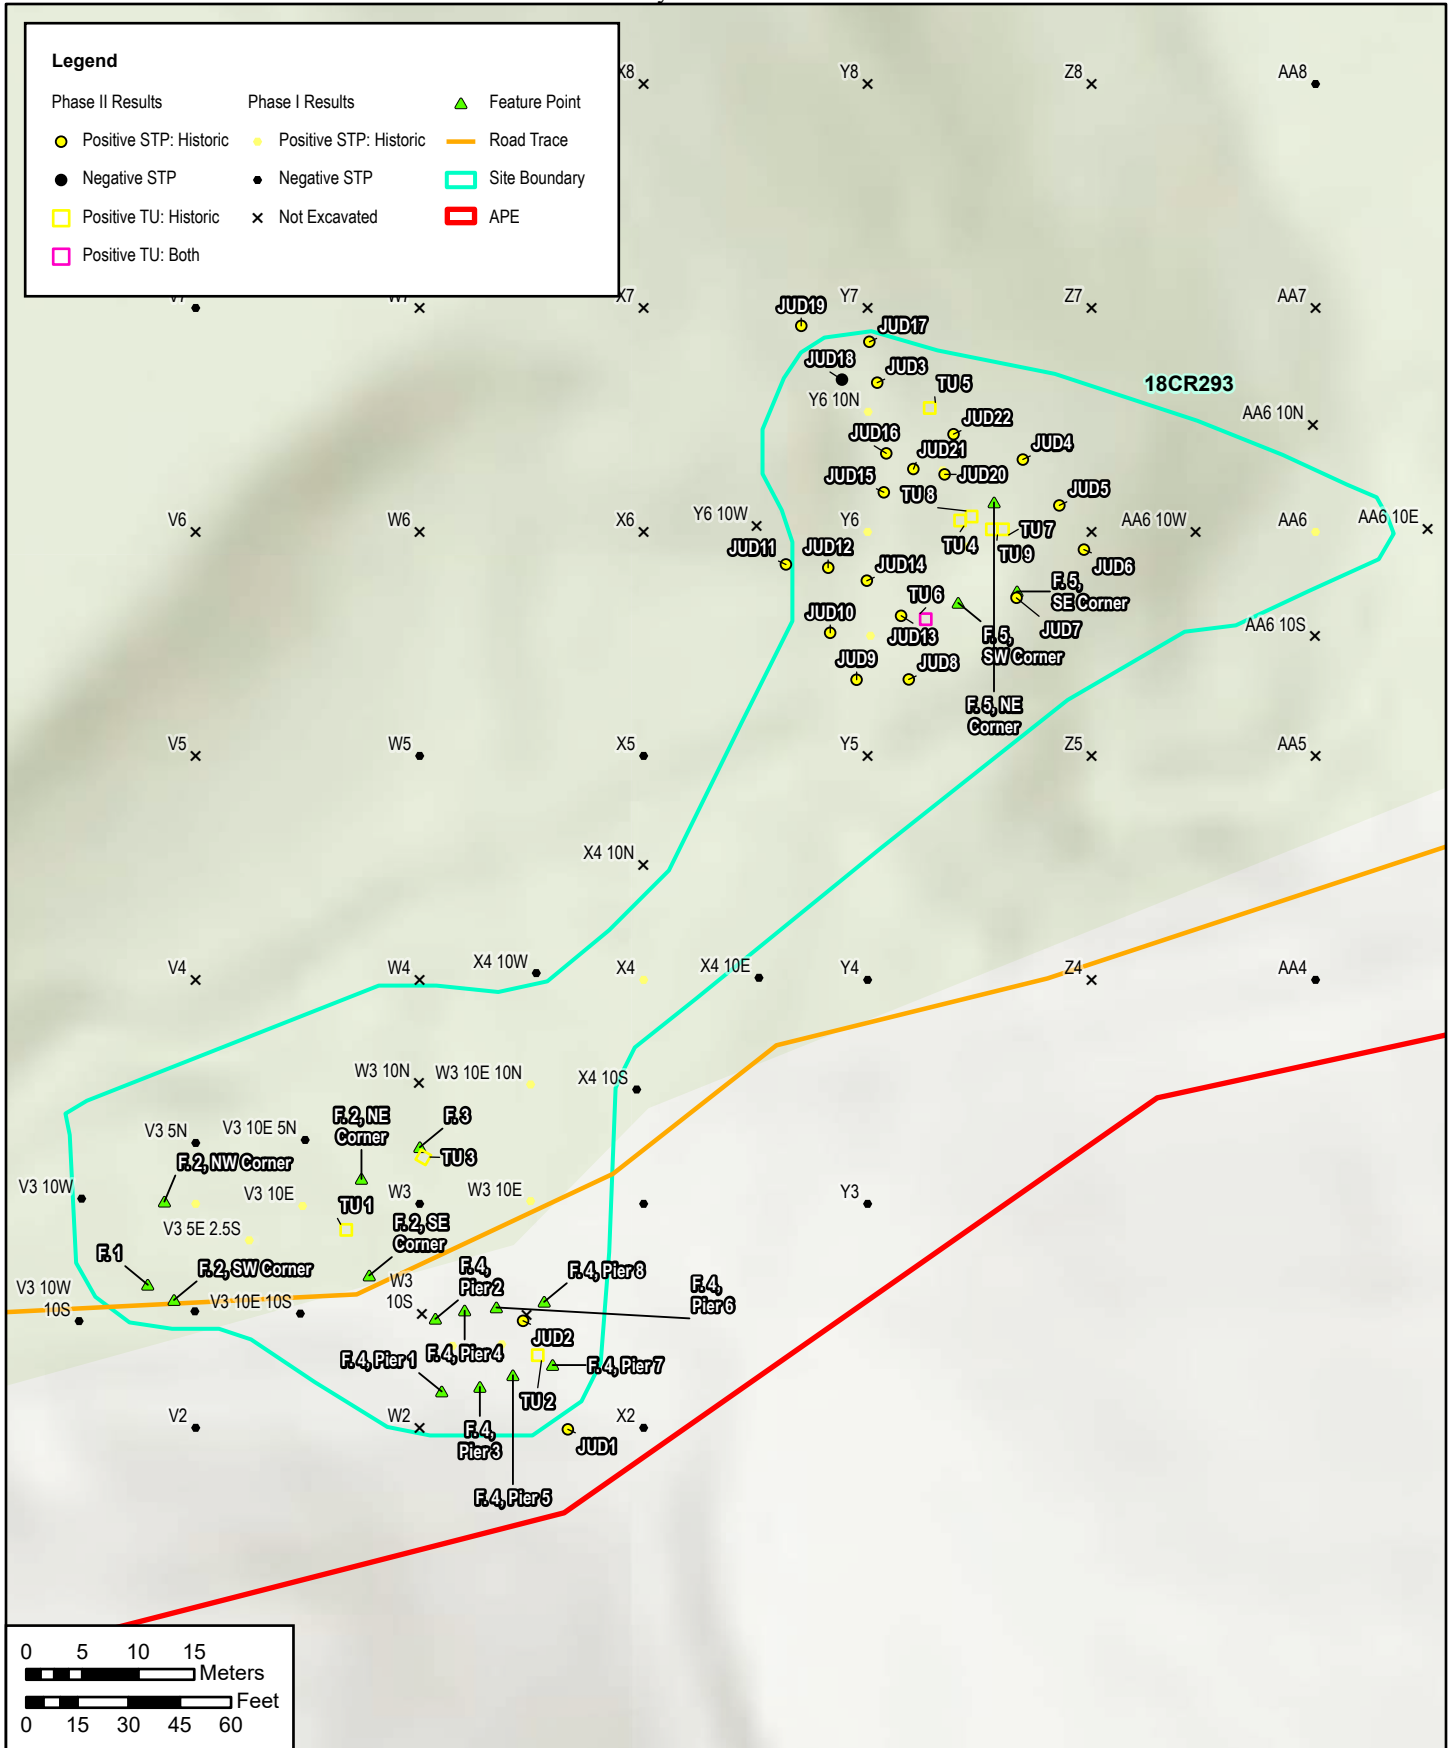 Legend
Phase II Results
Phase I Results
Feature Point
Positive STP: Historic
Positive STP: Historic
Road Trace
Negative STP
Negative STP
Site Boundary
Positive TU: Historic
Not Excavated
APE
Positive TU: Both
X8
Y8
Z8
AA8
V7
W7
X7
Y7
Z7
AA7
JUD19
JUD17
JUD18
JUD3
TU 5
18CR293
Y6 10N
JUD22
AA6 10N
JUD16
JUD21
JUD4
JUD15
JUD20
TU 8
JUD5
V6
W6
X6
Y6 10W
Y6
TU 7
AA6 10W
AA6
AA6 10E
TU 4
TU 9
JUD11
JUD12
JUD14
JUD6
F. 5,
SE Corner
TU 6
JUD10
JUD13
JUD7
AA6 10S
F. 5,
SW Corner
JUD9
JUD8
F. 5, NE
Corner
V5
W5
X5
Y5
Z5
AA5
X4 10N
V4
W4
X4 10W
X4
X4 10E
Y4
Z4
AA4
W3 10N
W3 10E 10N
X4 10S
F. 2, NE
Corner
F. 3
V3 5N
V3 10E 5N
TU 3
F. 2, NW Corner
V3 10W
V3 10E
TU 1
W3
W3 10E
Y3
V3 5E 2.5S
F. 2, SE
Corner
F. 1
F. 2, SW Corner
F. 4,
Pier 2
F. 4, Pier 8
F. 4,
Pier 6
V3 10W
10S
V3 10E 10S
W3
10S
JUD2
F. 4, Pier 1
F. 4, Pier 4
F. 4, Pier 7
TU 2
V2
W2
F. 4,
Pier 3
X2
JUD1
F. 4, Pier 5
0 5 10 15
Meters
Feet
0 15 30 45 60